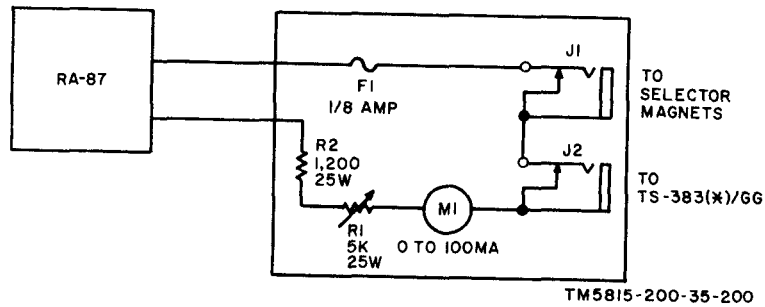 RA-87
F1
1/8 AMP
J1
TO
SELECTOR
MAGNETS
R2
1,200
25W
J2
TO
TS-383(*)/GG
R1
5K
25W
M1
0 TO 100MA
TM5815-200-35-200